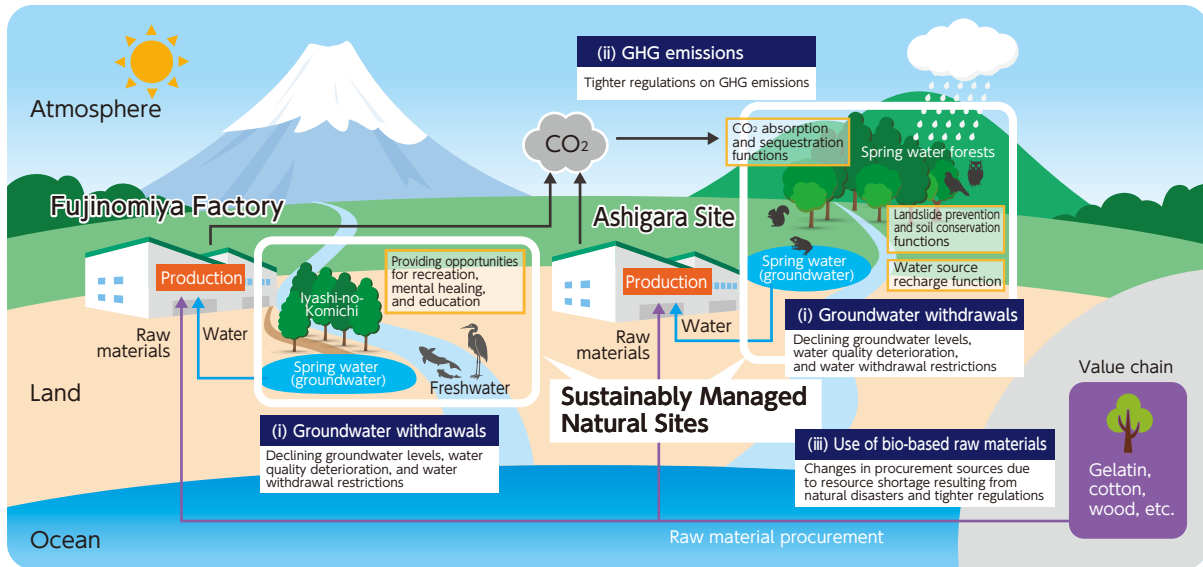 Atmosphere
(ii) GHG emissions
Tighter regulations on GHG emissions
CO₂
CO₂ absorption
and sequestration
functions
Spring water forests
Fujinomiya Factory
Ashigara Site
Landslide prevention
and soil conservation
functions
Spring water
(groundwater)
Water source
recharge function
Production
Iyashi-no-
Komichi
Providing opportunities
for recreation,
mental healing,
and education
Production
Raw
materials
Water
Spring water
(groundwater)
Freshwater
Raw
materials
Water
(i) Groundwater withdrawals
Declining groundwater levels,
water quality deterioration,
and water withdrawal restrictions
Land
Sustainably Managed
Natural Sites
Value chain
(i) Groundwater withdrawals
Declining groundwater levels, water
quality deterioration, and water
withdrawal restrictions
(iii) Use of bio-based raw materials
Changes in procurement sources due
to resource shortage resulting from
natural disasters and tighter regulations
Gelatin,
cotton,
wood, etc.
Ocean
Raw material procurement